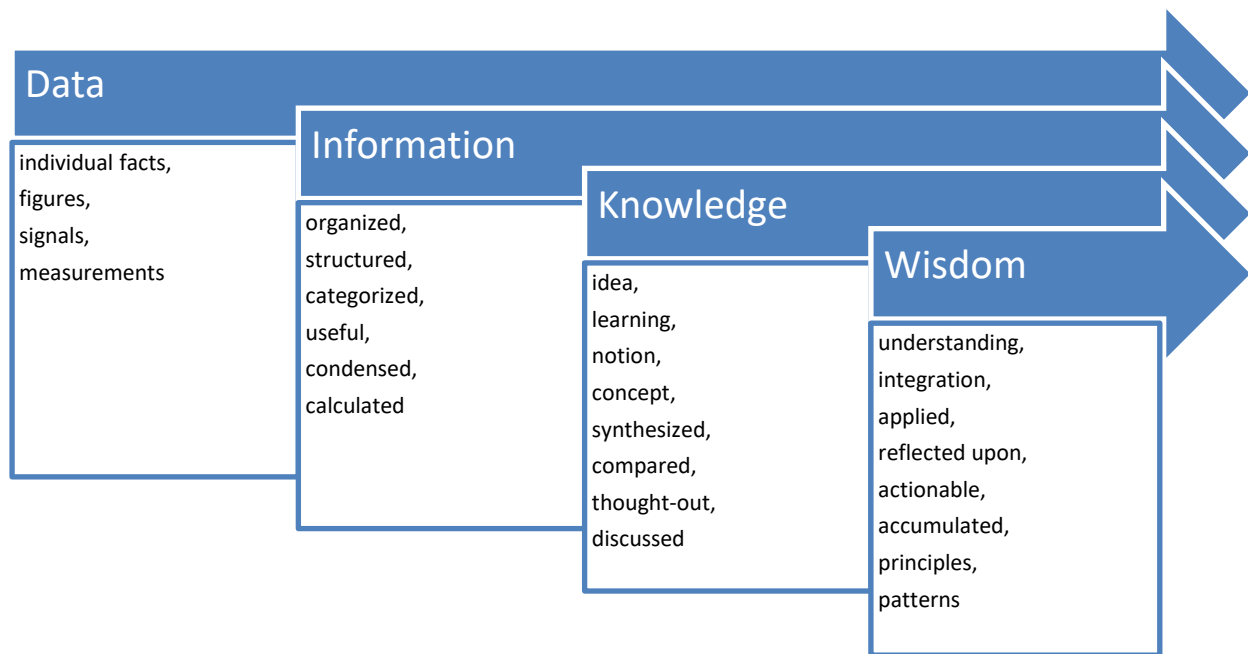 Data
individual facts,
figures,
signals,
measurements
Information
organized,
structured,
categorized,
useful,
condensed,
calculated
Knowledge
idea,
learning,
notion,
concept,
synthesized,
compared,
thought-out,
discussed
Wisdom
understanding,
integration,
applied,
reflected upon,
actionable,
accumulated,
principles,
patterns